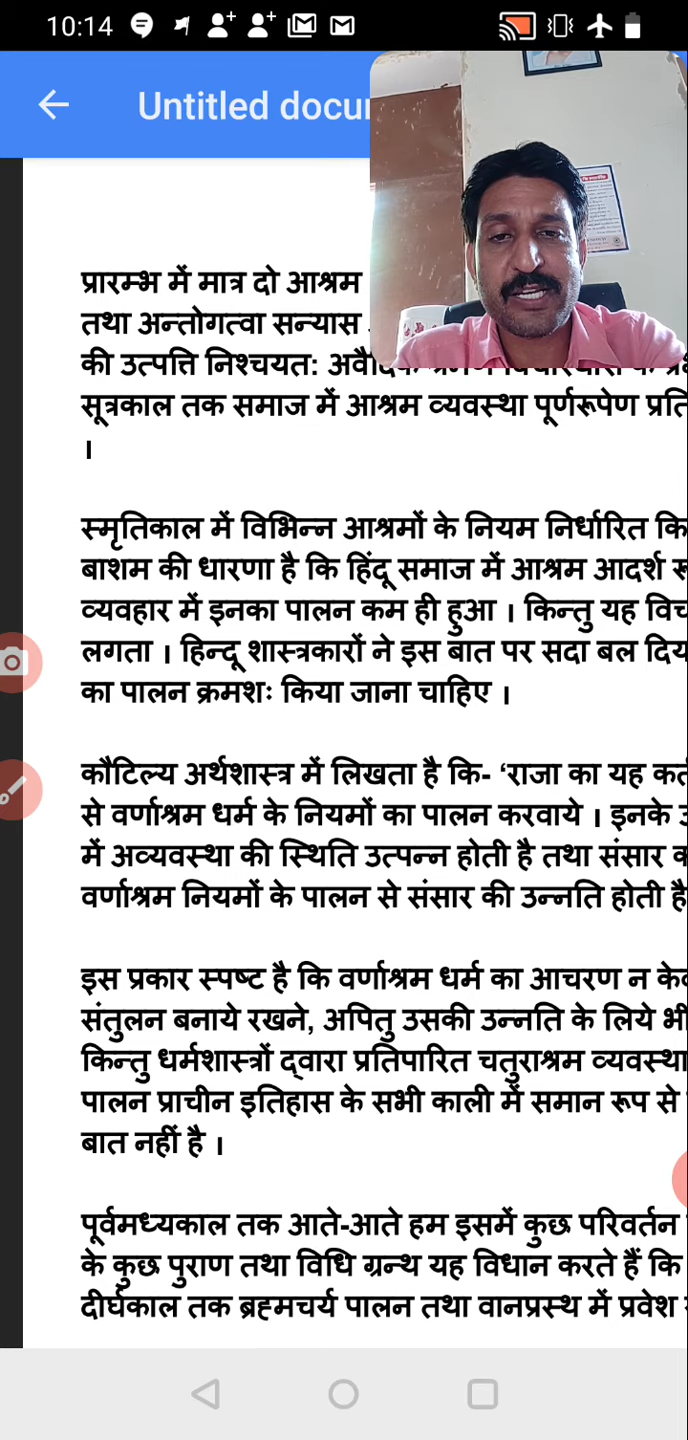 10:14
Untitled docu
प्रारम्भ में मात्र दो आश्रम
तथा अन्तोगत्वा सन्यास
की उत्पत्ति निश्चयत:
सूत्रकाल तक समाज में आश्रम व्यवस्था पूर्णरूपेण प्रति
।
स्मृतिकाल में विभिन्न आश्रमों के नियम निर्धारित कि
बाशम की धारणा है कि हिंदू समाज में आश्रम आदर्श
व्यवहार में इनका पालन कम ही हुआ । किन्तु यह विच
लगता । हिन्दू शास्त्रकारों ने इस बात पर सदा बल दिय
का पालन क्रमशः किया जाना चाहिए ।
कौटिल्य अर्थशास्त्र में लिखता है कि- ‘राजा का यह कर्त
से वर्णाश्रम धर्म के नियमों का पालन करवाये । इनके
में अव्यवस्था की स्थिति उत्पन्न होती है तथा संसार
वर्णाश्रम नियमों के पालन से संसार की उन्नति होती है
इस प्रकार स्पष्ट है कि वर्णाश्रम धर्म का आचरण न केव
संतुलन बनाये रखने, अपितु उसकी उन्नति के लिये भी
किन्तु धर्मशास्त्रों द्वारा प्रतिपारित चतुराश्रम व्यवस्था
पालन प्राचीन इतिहास के सभी काली में समान रूप से
बात नहीं है ।
पूर्वमध्यकाल तक आते-आते हम इसमें कुछ परिवर्तन
के कुछ पुराण तथा विधि ग्रन्थ यह विधान करते हैं कि
दीर्घकाल तक ब्रह्मचर्य पालन तथा वानप्रस्थ में प्रवेश